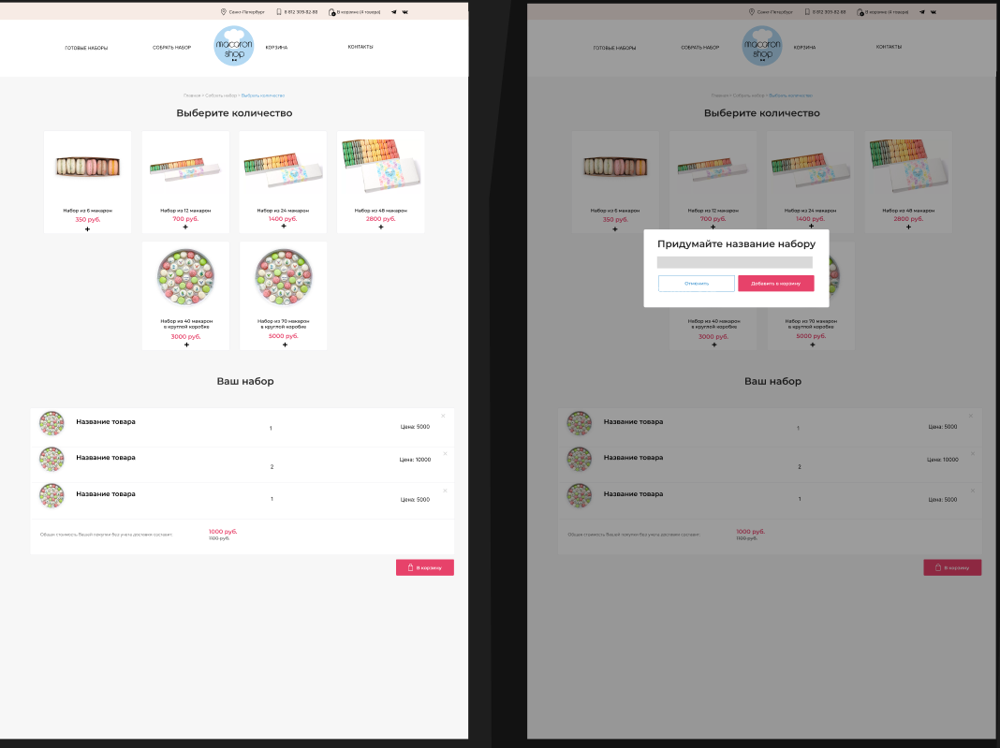 Санкт-Петербург
8 812 309-82-88
В корзине (4 товара)
ГОТОВЫЕ НАБОРЫ
СОБРАТЬ НАБОР
macaron
shop
КОРЗИНА
КОНТАКТЫ
Главная > Собрать набор > Выбрать количество
Выберите количество
Набор из 6 макарон
350 руб.
+
Набор из 12 макарон
700 руб.
+
Набор из 24 макарон
1400 руб.
+
Набор из 48 макарон
2800 руб.
+
Набор из 40 макарон
в круглой коробке
3000 руб.
+
Набор из 70 макарон
в круглой коробке
5000 руб.
+
Ваш набор
Название товара
1
Цена: 5000
Название товара
2
Цена: 10000
Название товара
1
Цена: 5000
Общая стоимость Вашей покупки без учета доставки составит:
1000 руб.
1100 руб.
В корзину
Санкт-Петербург
8 812 309-82-88
В корзине (4 товара)
ГОТОВЫЕ НАБОРЫ
СОБРАТЬ НАБОР
macaron
shop
КОРЗИНА
КОНТАКТЫ
Главная > Собрать набор > Выбрать количество
Выберите количество
Набор из 6 макарон
350 руб.
+
Набор из 12 макарон
700 руб.
+
Набор из 24 макарон
1400 руб.
+
Набор из 48 макарон
2800 руб.
+
Придумайте название набору
Отменить
Добавить в корзину
Набор из 40 макарон
в круглой коробке
3000 руб.
+
Набор из 70 макарон
в круглой коробке
5000 руб.
+
Ваш набор
Название товара
1
Цена: 5000
Название товара
2
Цена: 10000
Название товара
1
Цена: 5000
Общая стоимость Вашей покупки без учета доставки составит:
1000 руб.
1100 руб.
В корзину